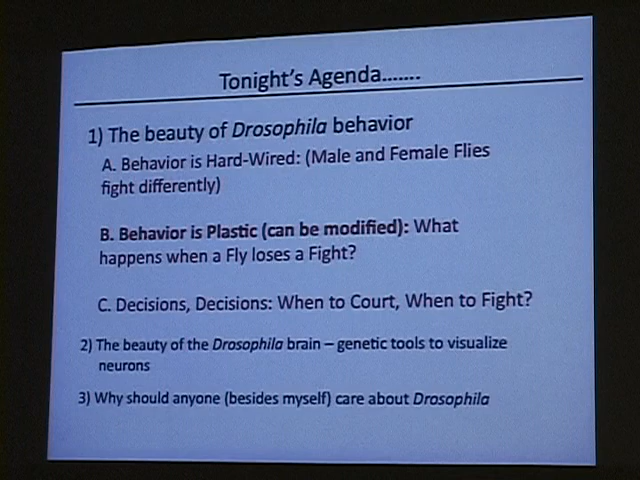 Tonight's Agenda.......
1) The beauty of Drosophila behavior
A. Behavior is Hard-Wired: (Male and Female Flies
fight differently)
B. Behavior is Plastic (can be modified): What
happens when a Fly loses a Fight?
C. Decisions, Decisions: When to Court, When to Fight?
2) The beauty of the Drosophila brain – genetic tools to visualize
neurons
3) Why should anyone (besides myself) care about Drosophila